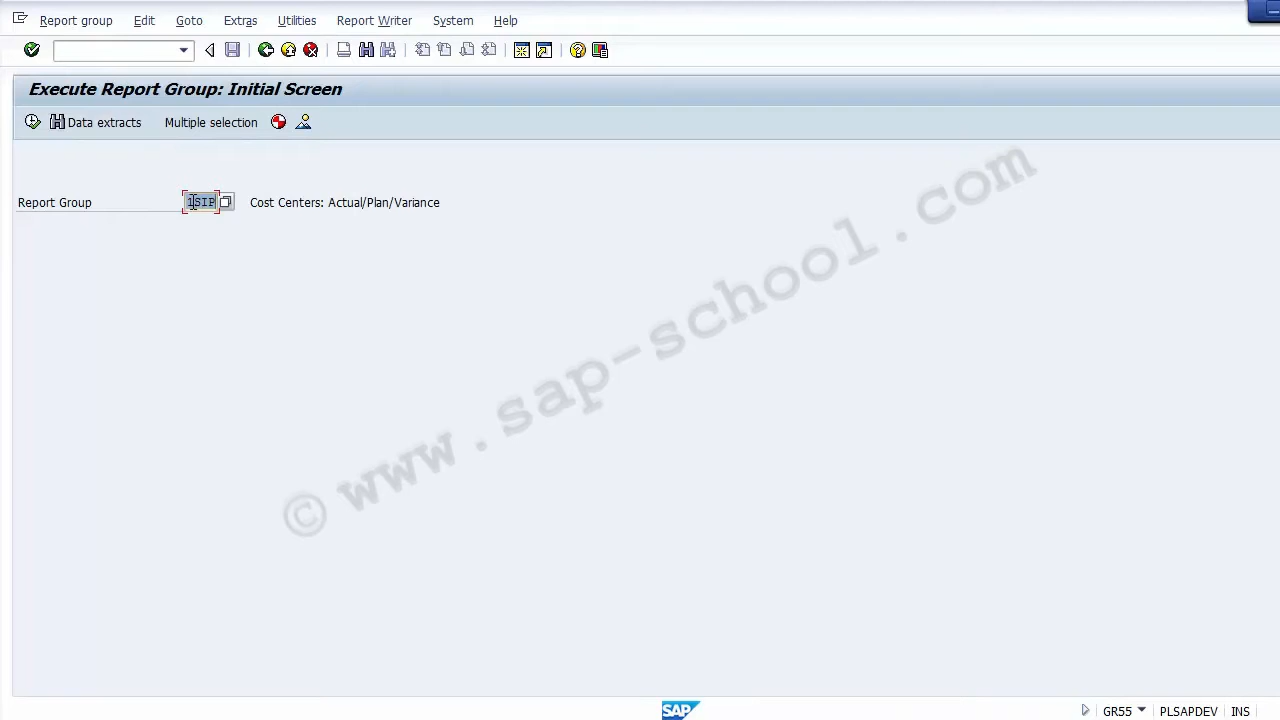 Report group Edit Goto Extras Utilities Report Writer System Help
Execute Report Group: Initial Screen
Data extracts Multiple selection
Report Group 1SIP Cost Centers: Actual/Plan/Variance
© www.sap-school.com
SAP GR55 PLSAPDEV INS